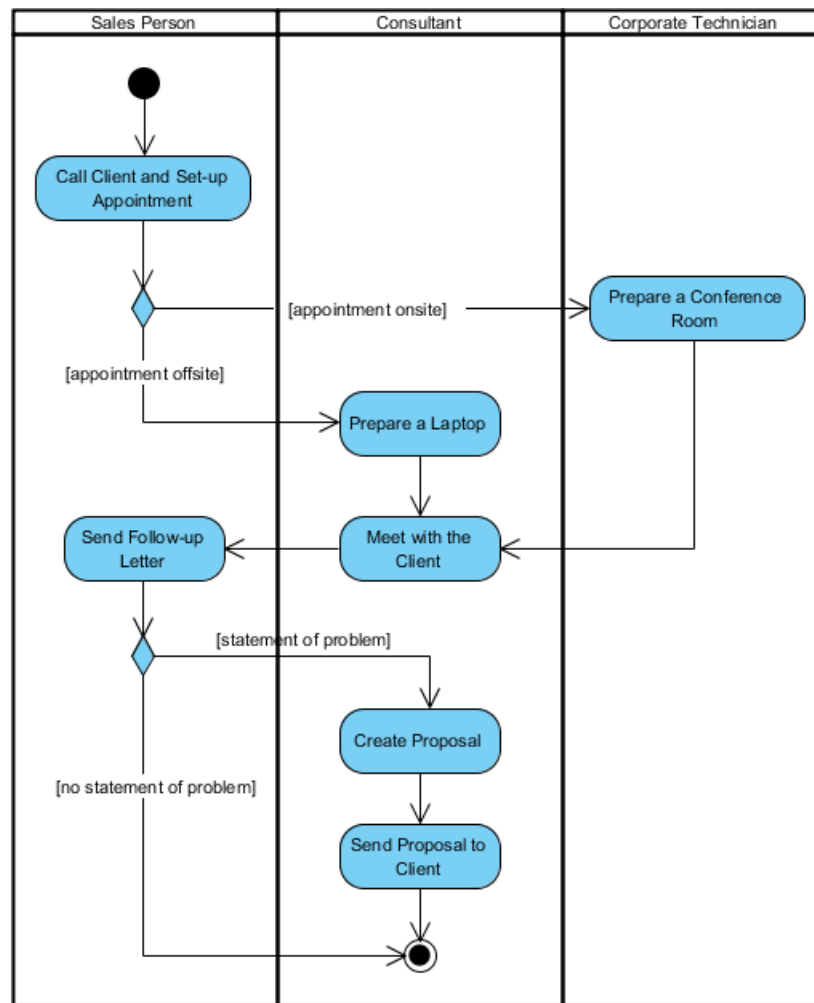 Sales Person
Consultant
Corporate Technician
Call Client and Set-up
Appointment
[appointment onsite]
Prepare a Conference
Room
[appointment offsite]
Prepare a Laptop
Send Follow-up
Letter
Meet with the
Client
[statement of problem]
Create Proposal
[no statement of problem]
Send Proposal to
Client